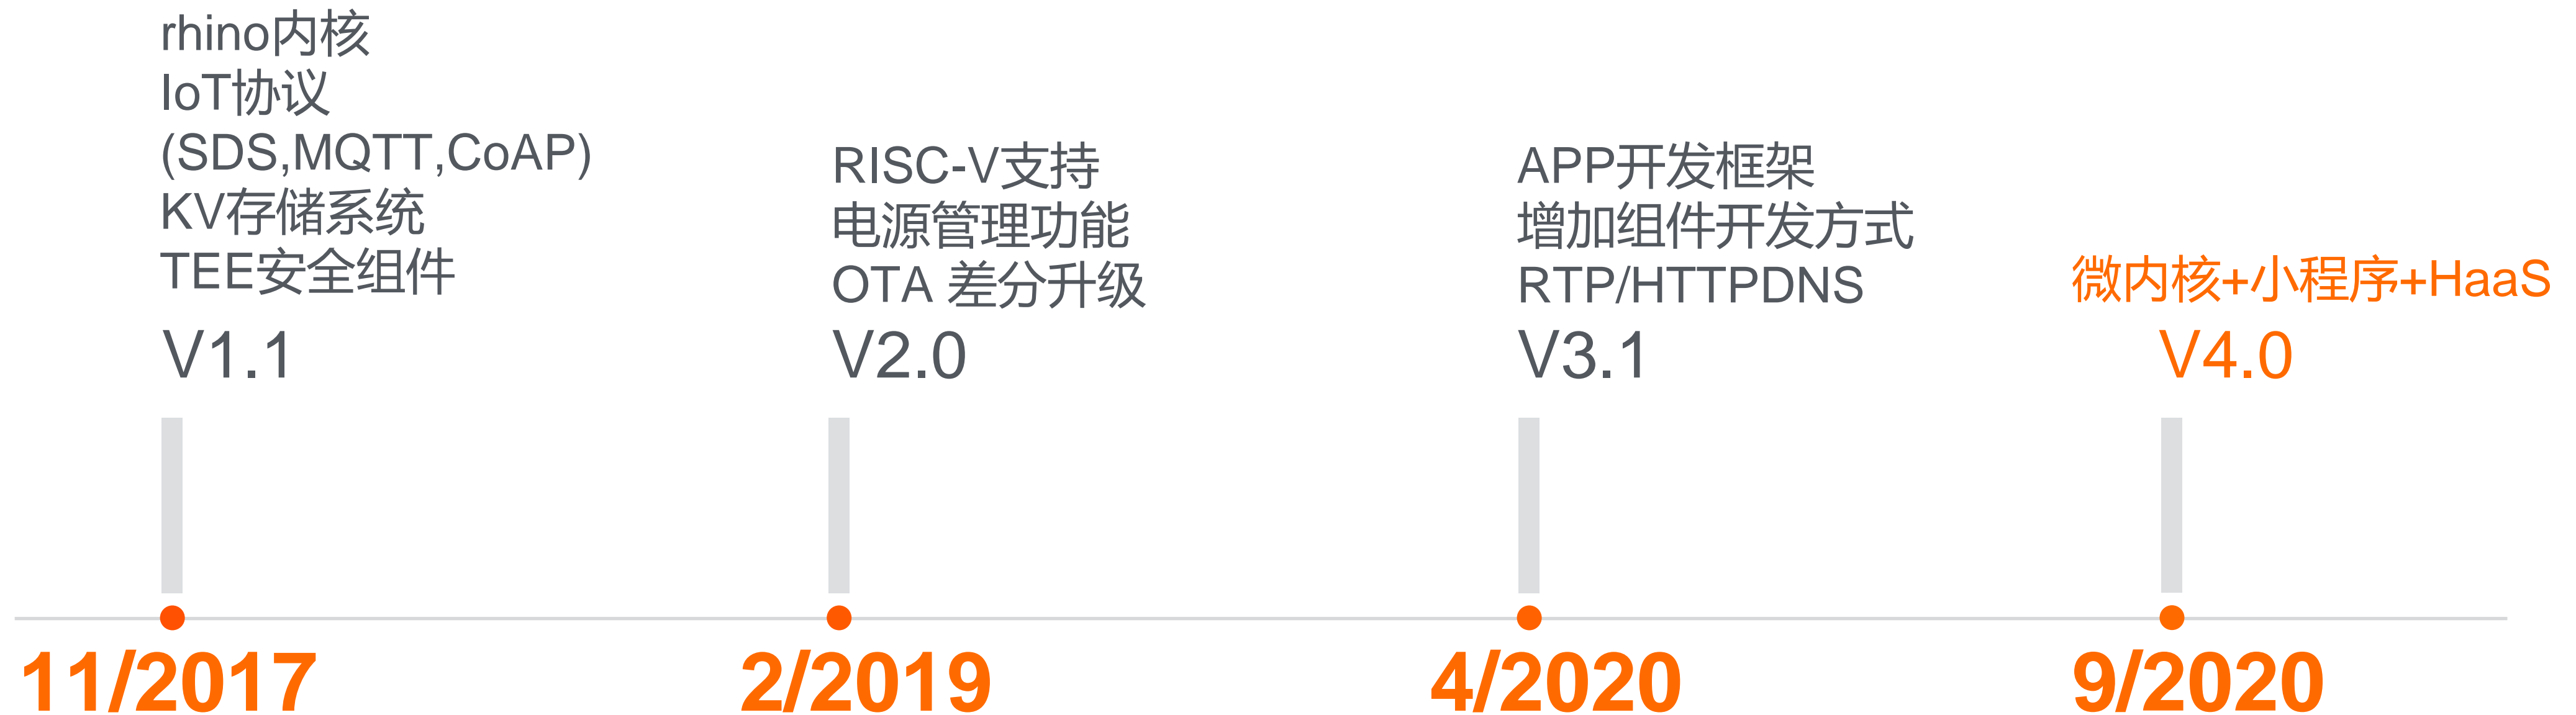 rhino内核
IoT协议
(SDS,MQTT,CoAP)
KV存储系统
TEE安全组件
V1.1
11/2017
RISC-V支持
电源管理功能
OTA 差分升级
V2.0
2/2019
APP开发框架
增加组件开发方式
RTP/HTTPDNS
V3.1
4/2020
微内核+小程序+HaaS
V4.0
9/2020